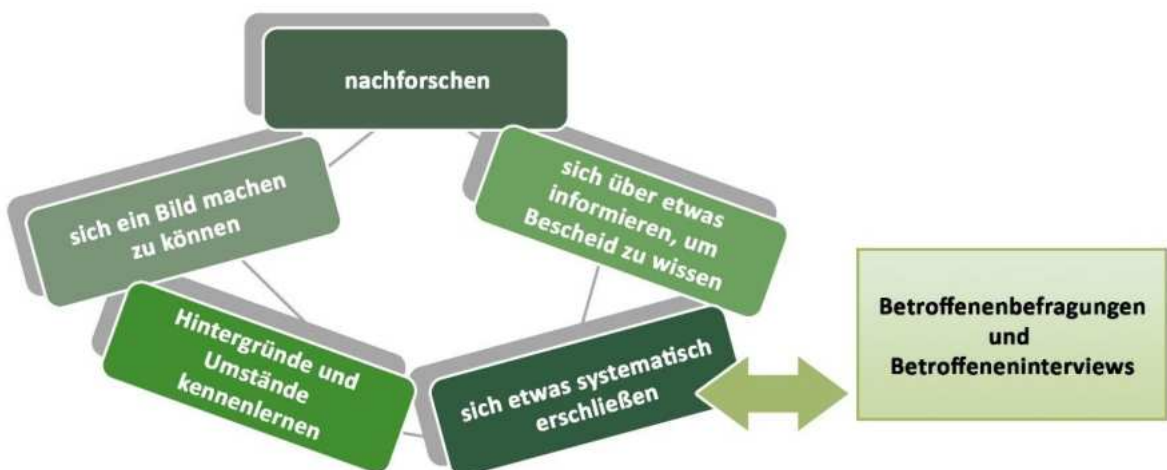 nachforschen
sich über etwas
informieren, um
Bescheid zu wissen
sich etwas systematisch
erschließen
Hintergründe und
Umstände
kennenlernen
sich ein Bild machen
zu können
Betroffenenbefragungen
und
Betroffeneninterviews